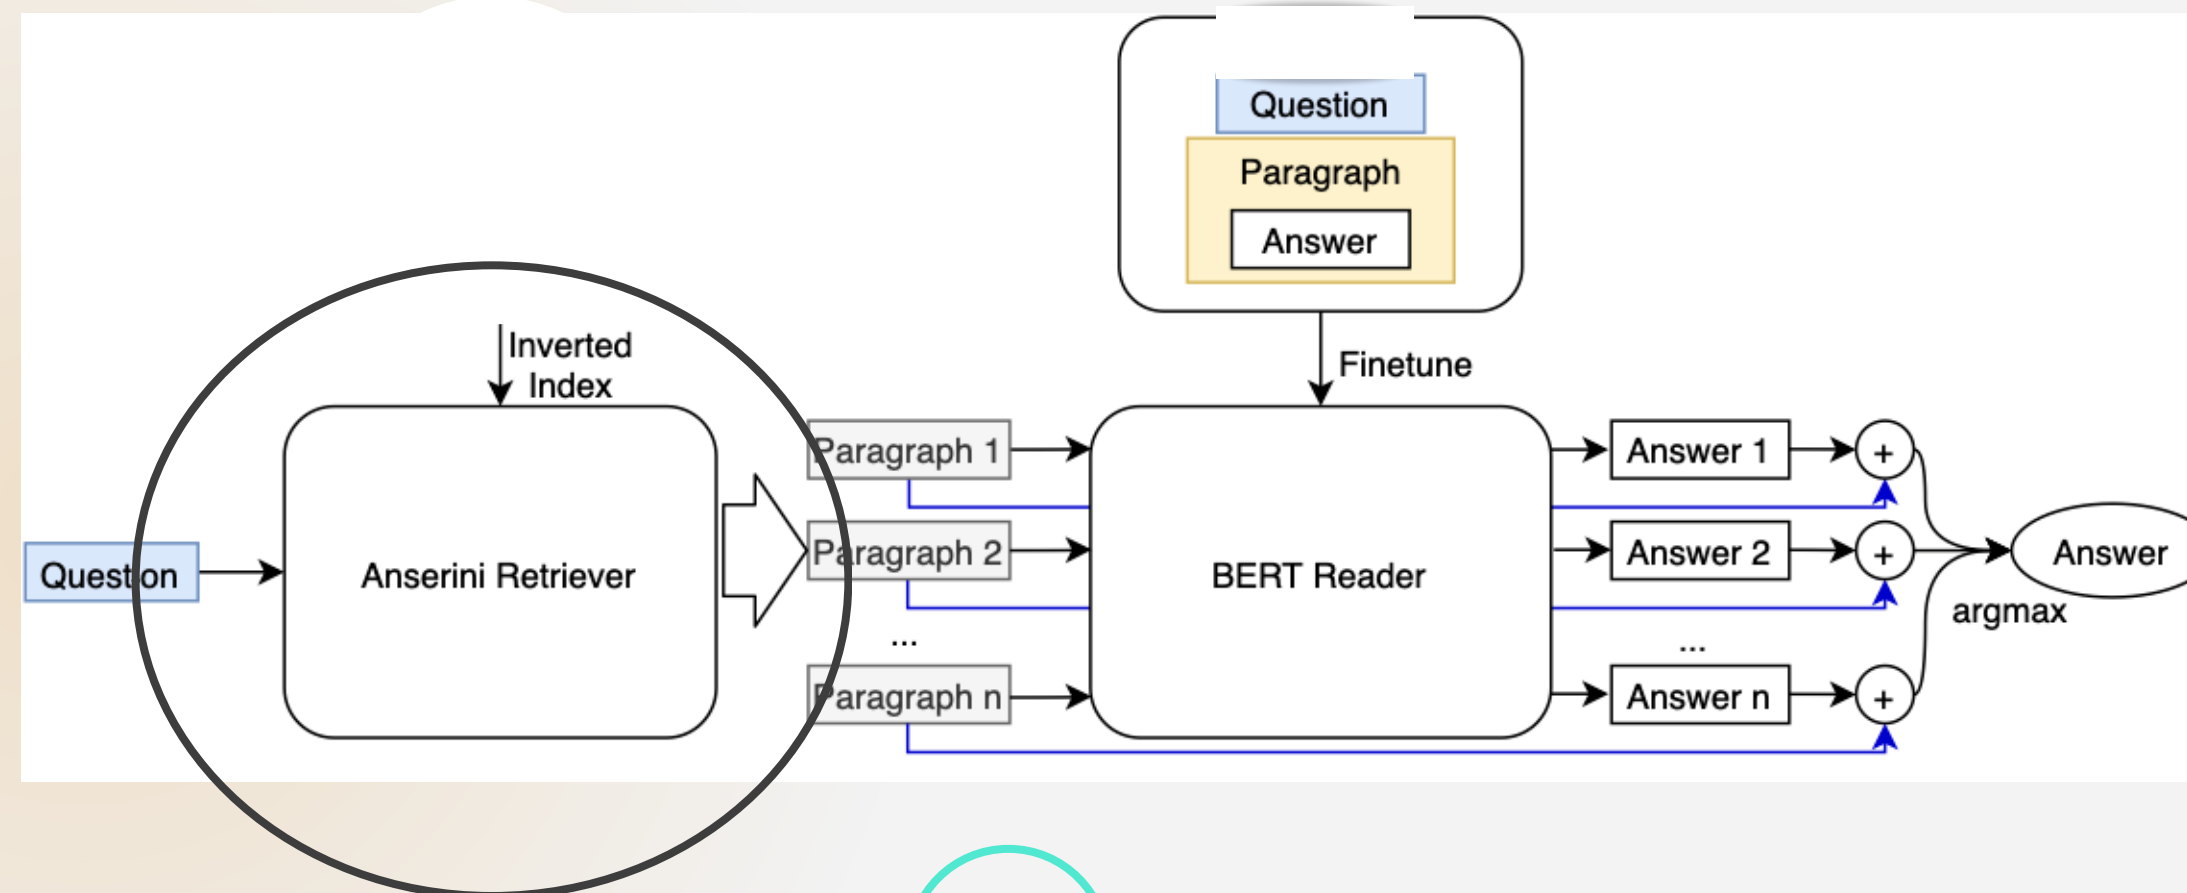 Question
Paragraph
Answer
Inverted
Index
Finetune
Question
Anserini Retriever
Paragraph 1
Paragraph 2
...
Paragraph n
BERT Reader
Answer 1
Answer 2
...
Answer n
+
+
+
argmax
Answer